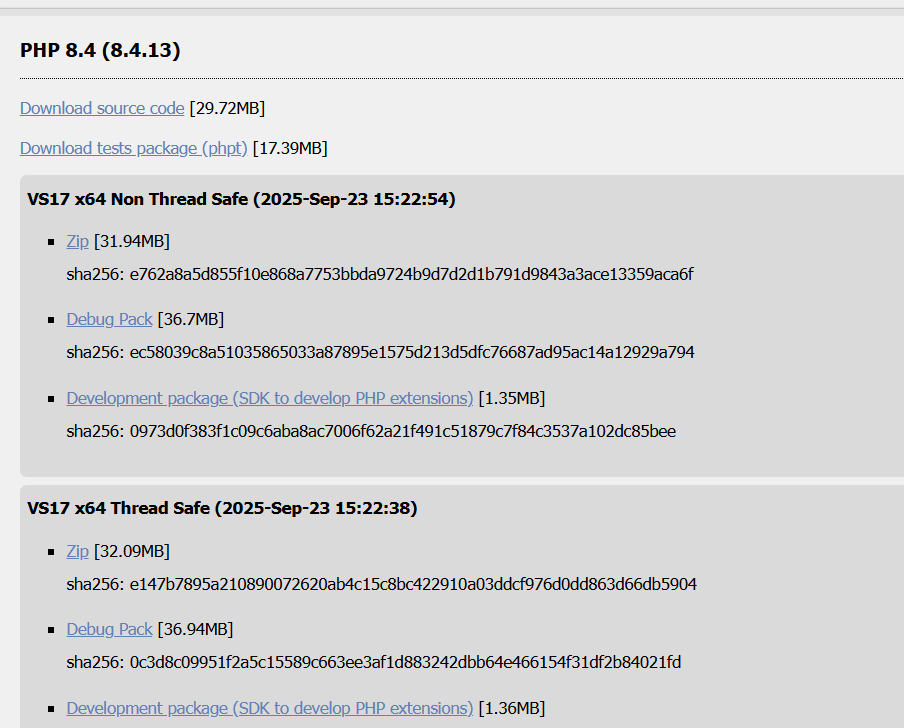 PHP 8.4 (8.4.13)
Download source code [29.72MB]
Download tests package (phpt) [17.39MB]
VS17 x64 Non Thread Safe (2025-Sep-23 15:22:54)
Zip [31.94MB]
sha256: e762a8a5d855f10e868a7753bbda9724b9d7d2d1b791d9843a3ace13359aca6f
Debug Pack [36.7MB]
sha256: ec58039c8a51035865033a87895e1575d213d5dfc76687ad95ac14a12929a794
Development package (SDK to develop PHP extensions) [1.35MB]
sha256: 0973d0f383f1c09c6aba8ac7006f62a21f491c51879c7f84c3537a102dc85bee
VS17 x64 Thread Safe (2025-Sep-23 15:22:38)
Zip [32.09MB]
sha256: e147b7895a210890072620ab4c15c8bc422910a03ddcf976d0dd863d66db5904
Debug Pack [36.94MB]
sha256: 0c3d8c09951f2a5c15589c663ee3af1d883242dbb64e466154f31df2b84021fd
Development package (SDK to develop PHP extensions) [1.36MB]